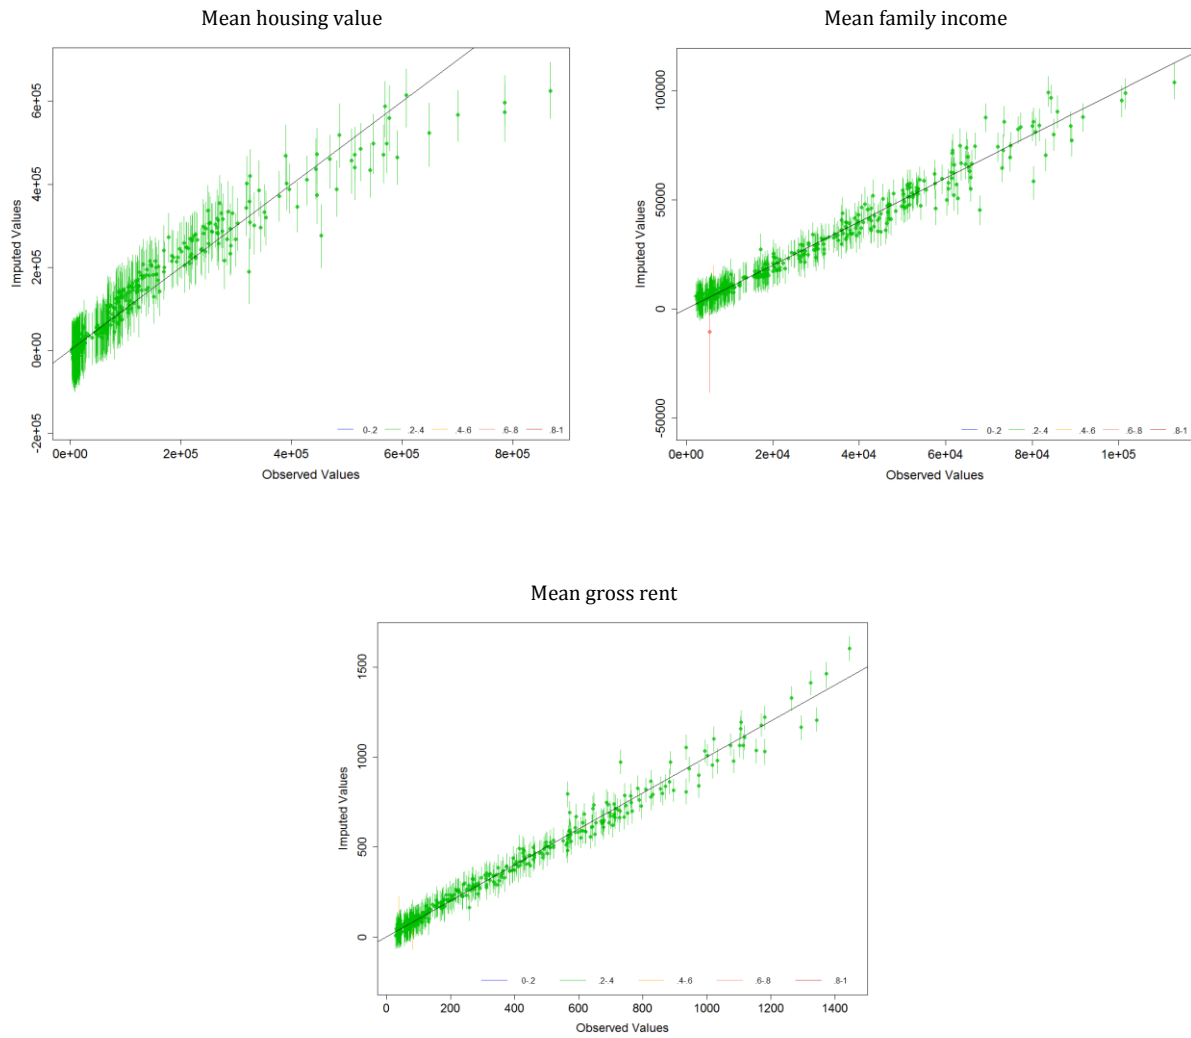 Mean housing value
Mean family income
Imputed Values
-2e+05 0e+00 2e+05 4e+05 6e+05
0-.2 .2-.4 .4-.6 .6-.8 .8-1
0e+00 2e+05 4e+05 6e+05 8e+05
Observed Values
Imputed Values
-50000 0 50000 100000
0-.2 .2-.4 .4-.6 .6-.8 .8-1
0e+00 2e+04 4e+04 6e+04 8e+04 1e+05
Observed Values
Mean gross rent
Imputed Values
0 500 1000 1500
0-.2 .2-.4 .4-.6 .6-.8 .8-1
0 200 400 600 800 1000 1200 1400
Observed Values